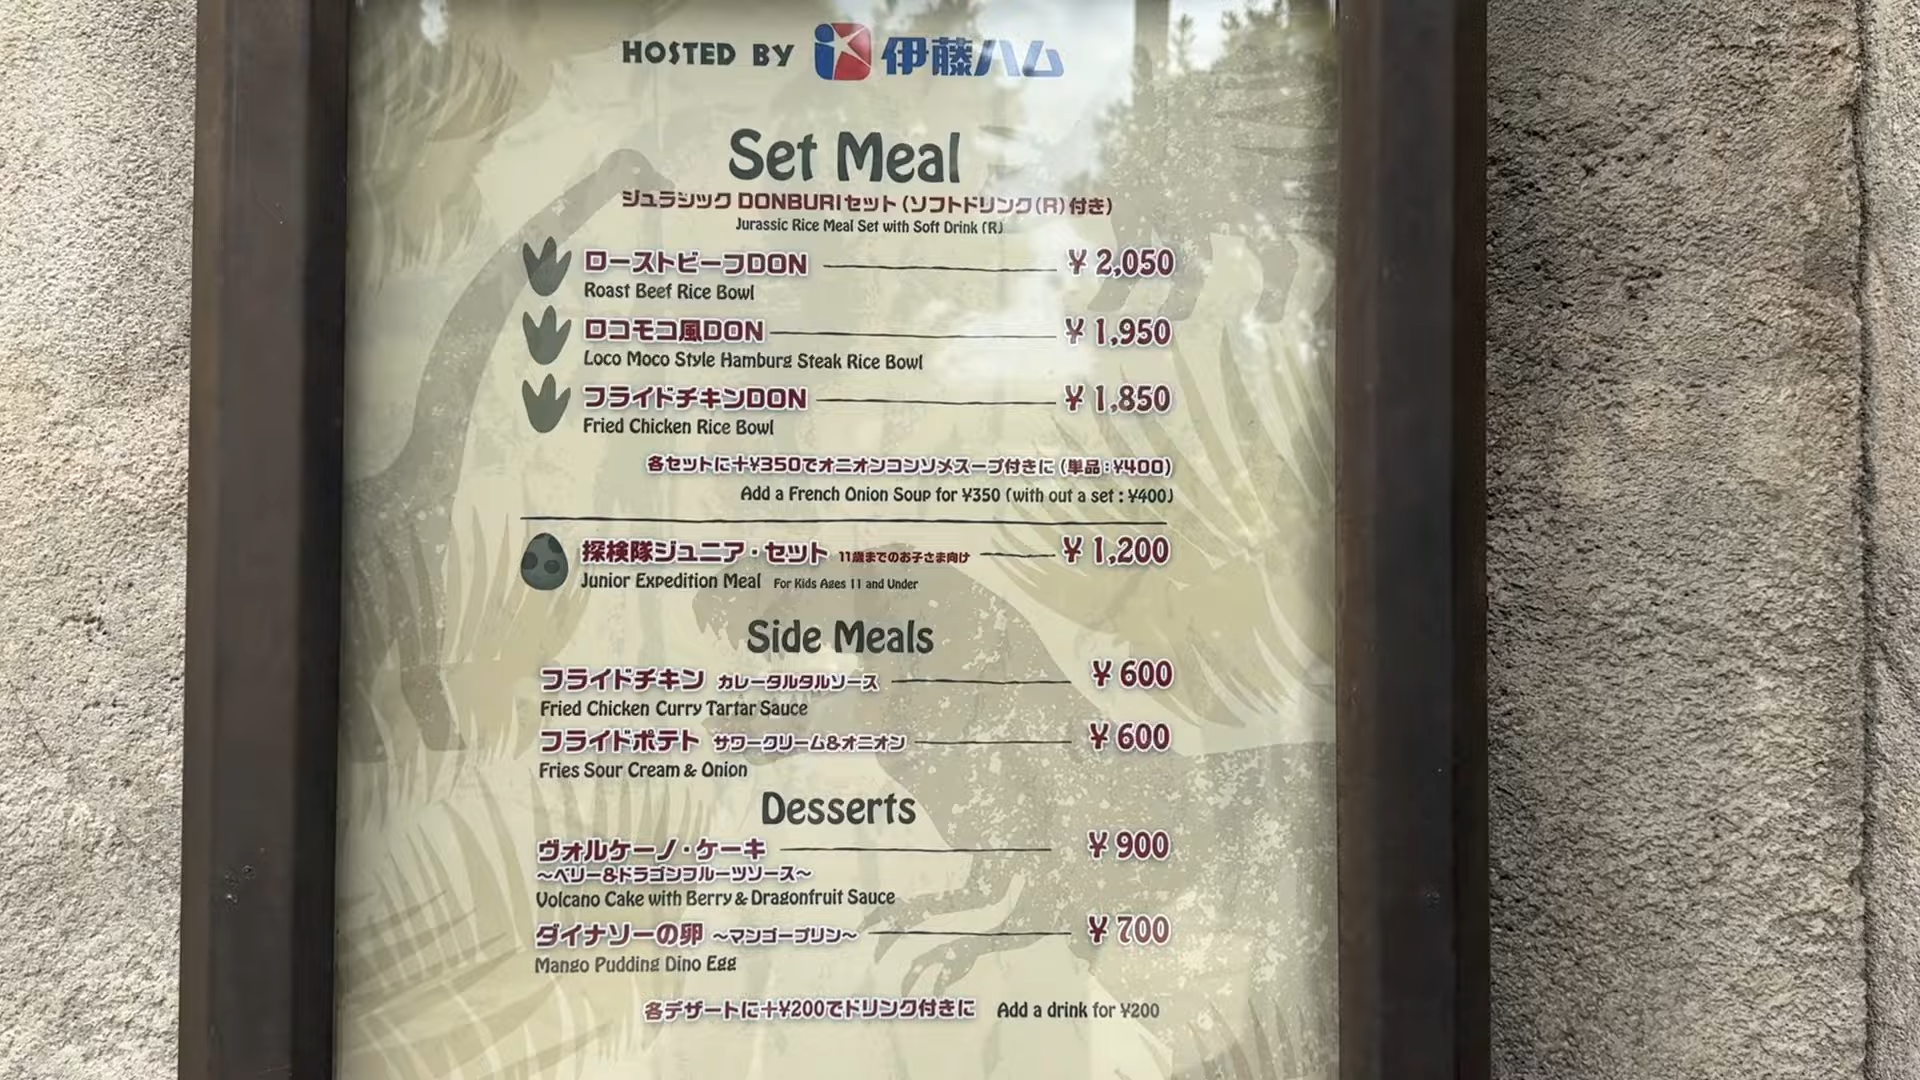 HOSTED BY 伊藤ハム
Set Meal
ジュラシック DONBURIセット(ソフトドリンク(R)付き)
Jurassic Rice Meal Set with Soft Drink (R)
ローストビーフDON ¥ 2,050
Roast Beef Rice Bowl
ロコモコ風DON ¥ 1,950
Loco Moco Style Hamburg Steak Rice Bowl
フライドチキンDON ¥ 1,850
Fried Chicken Rice Bowl
各セットに+¥350でオニオンコンソメスープ付きに(単品:¥400)
Add a French Onion Soup for ¥350 (with out a set : ¥400)
探検隊ジュニア・セット 11歳までのお子さま向け ¥ 1,200
Junior Expedition Meal For Kids Ages 11 and Under
Side Meals
フライドチキン カレータルタルソース ¥ 600
Fried Chicken Curry Tartar Sauce
フライドポテト サワークリーム&オニオン ¥ 600
Fries Sour Cream & Onion
Desserts
ヴォルケーノ・ケーキ ¥ 900
〜ベリー&ドラゴンフルーツソース〜
Volcano Cake with Berry & Dragonfruit Sauce
ダイナソーの卵 〜マンゴープリン〜 ¥ 700
Mango Pudding Dino Egg
各デザートに+¥200でドリンク付きに Add a drink for ¥200